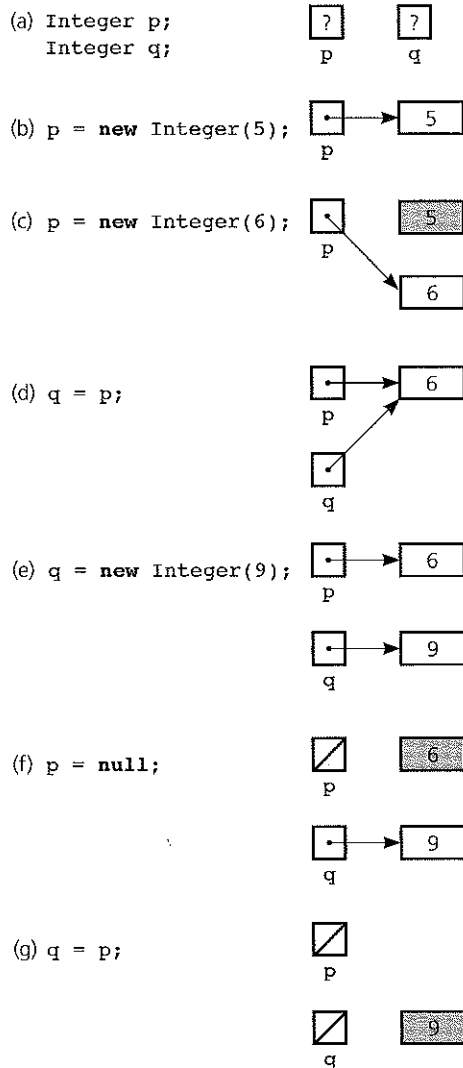 (a) Integer p; ? ?
Integer q; p q
(b) p = new Integer(5); 5
p
(c) p = new Integer(6); 5
p
6
(d) q = p; 6
p
q
(e) q = new Integer(9); 6
p
9
q
(f) p = null; 6
p
9
q
(g) q = p;
p
9
q